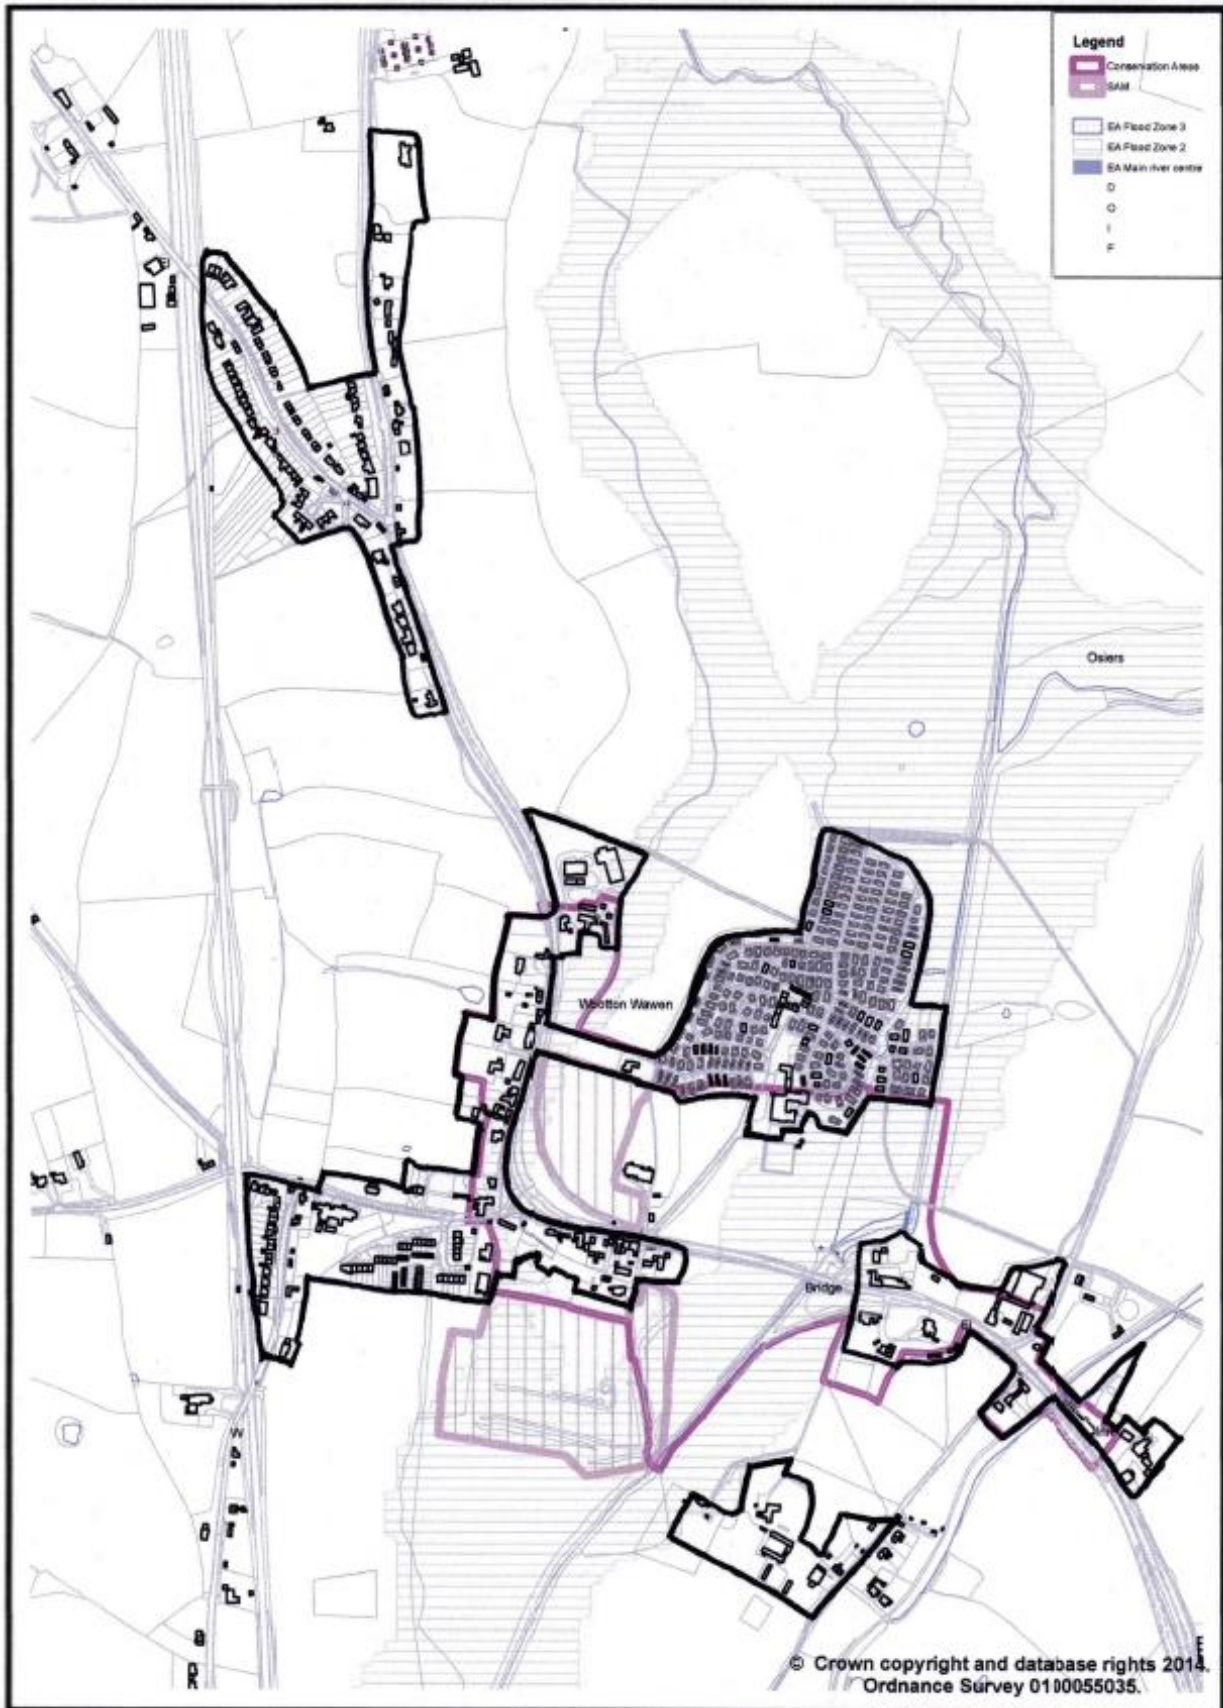 Legend
Conservation Areas
SAM
EA Flood Zone 3
EA Flood Zone 2
EA Main river centre
D
O
I
F
Osiers
Wootton Wawen
Bridge
W
© Crown copyright and database rights 2014.
Ordnance Survey 0100055035.